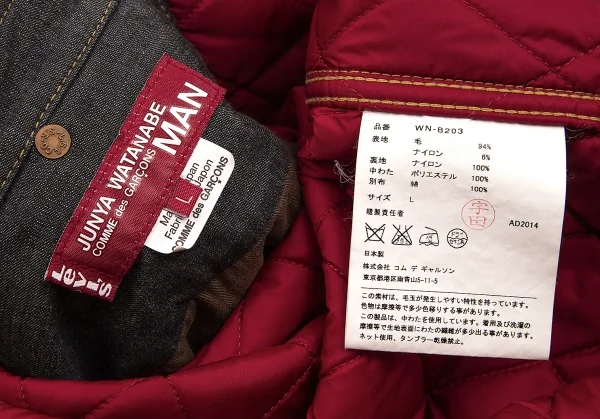 JUNYA WATANABE
COMME des GARÇONS
MAN
Levi's
L
Made in Japan
COMME des GARÇONS
品番 WN-B203
表地 毛 94%
ナイロン 6%
裏地 ナイロン 100%
中わた ポリエステル 100%
別布 綿 100%
サイズ L
縫製責任者 宇田
AD2014
日本製
株式会社 コム デ ギャルソン
東京都港区南青山5-11-5
この素材は、毛玉が発生しやすい特性を持っています。
色物は摩擦等で多少色移りする事があります。
この製品は、中わたを使用しています。着用及び洗濯の
摩擦等で生地表面にわたの繊維が多少出る事があります。
ネット使用、タンブラー乾燥禁止。